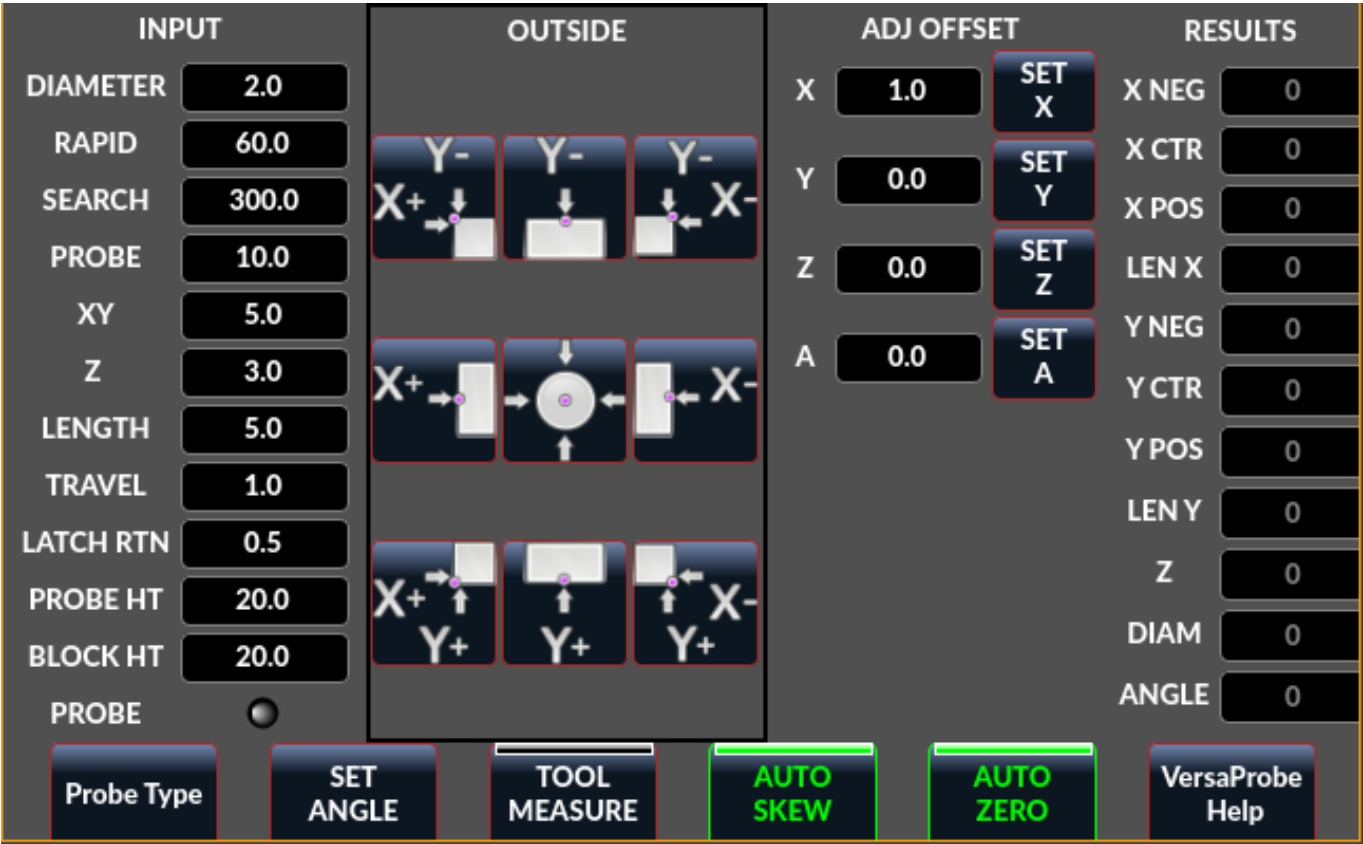 INPUT
DIAMETER 2.0
RAPID 60.0
SEARCH 300.0
PROBE 10.0
XY 5.0
Z 3.0
LENGTH 5.0
TRAVEL 1.0
LATCH RTN 0.5
PROBE HT 20.0
BLOCK HT 20.0
PROBE
OUTSIDE
Y- Y- Y-
X+ X-
X+ X-
X+ X-
Y+ Y+ Y+
ADJ OFFSET
X 1.0 SET
X
Y 0.0 SET
Y
Z 0.0 SET
Z
A 0.0 SET
A
RESULTS
X NEG 0
X CTR 0
X POS 0
LEN X 0
Y NEG 0
Y CTR 0
Y POS 0
LEN Y 0
Z 0
DIAM 0
ANGLE 0
Probe Type
SET
ANGLE
TOOL
MEASURE
AUTO
SKEW
AUTO
ZERO
VersaProbe
Help